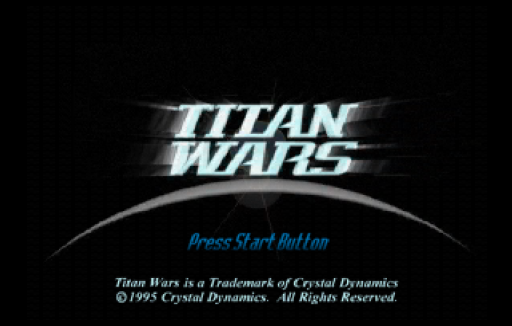 TITAN
WARS
Press Start Button
Titan Wars is a Trademark of Crystal Dynamics
©1995 Crystal Dynamics. All Rights Reserved.